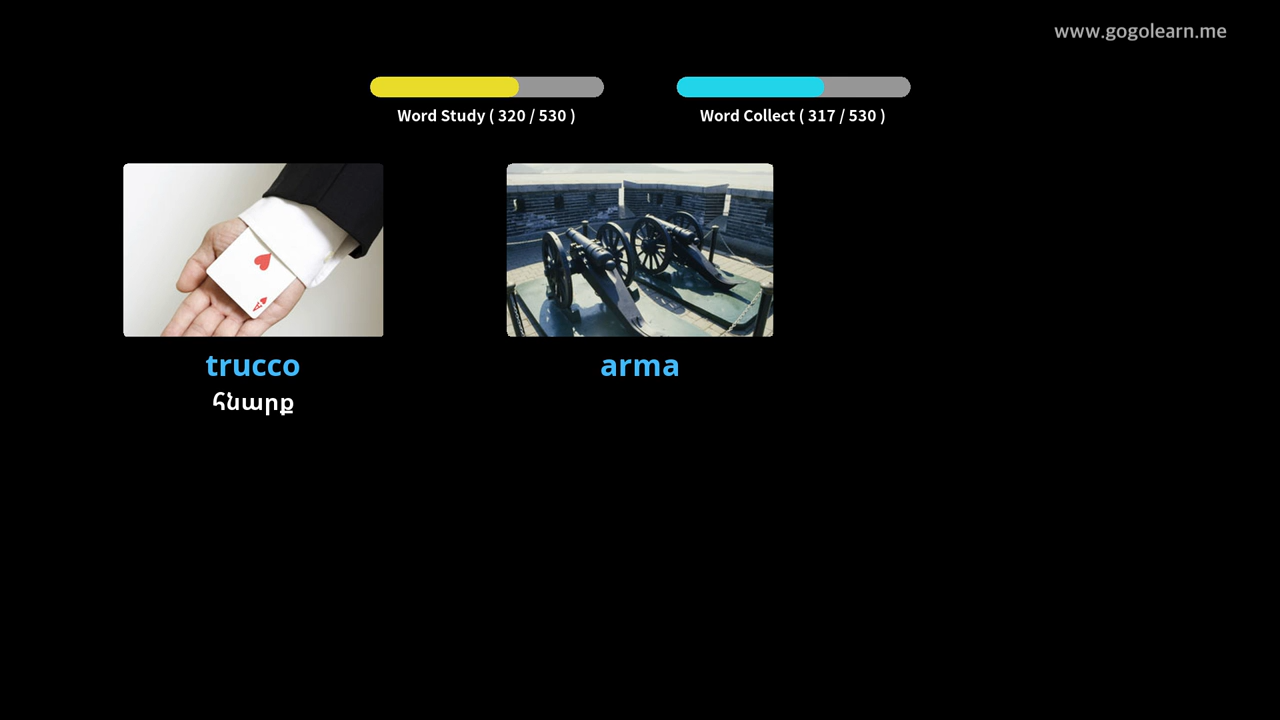 www.gogolearn.me
Word Study ( 320 / 530 )
Word Collect ( 317 / 530 )
trucco
հնարք
arma